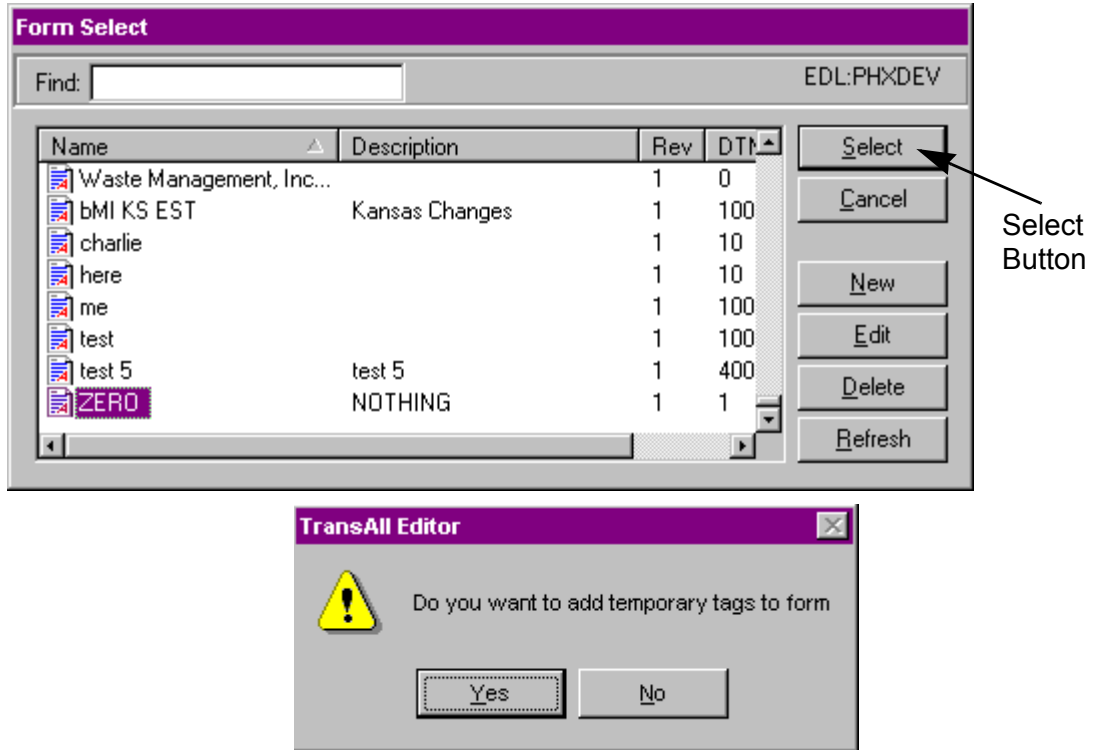 Form Select
Find: EDL:PHXDEV
Name Description Rev DTN
Waste Management, Inc... 1 0
bMI KS EST Kansas Changes 1 100
charlie 1 10
here 1 10
me 1 100
test 1 100
test 5 test 5 1 400
ZERO NOTHING 1 1
Select
Cancel
New
Edit
Delete
Refresh
Select
Button
TransAll Editor
Do you want to add temporary tags to form
Yes No